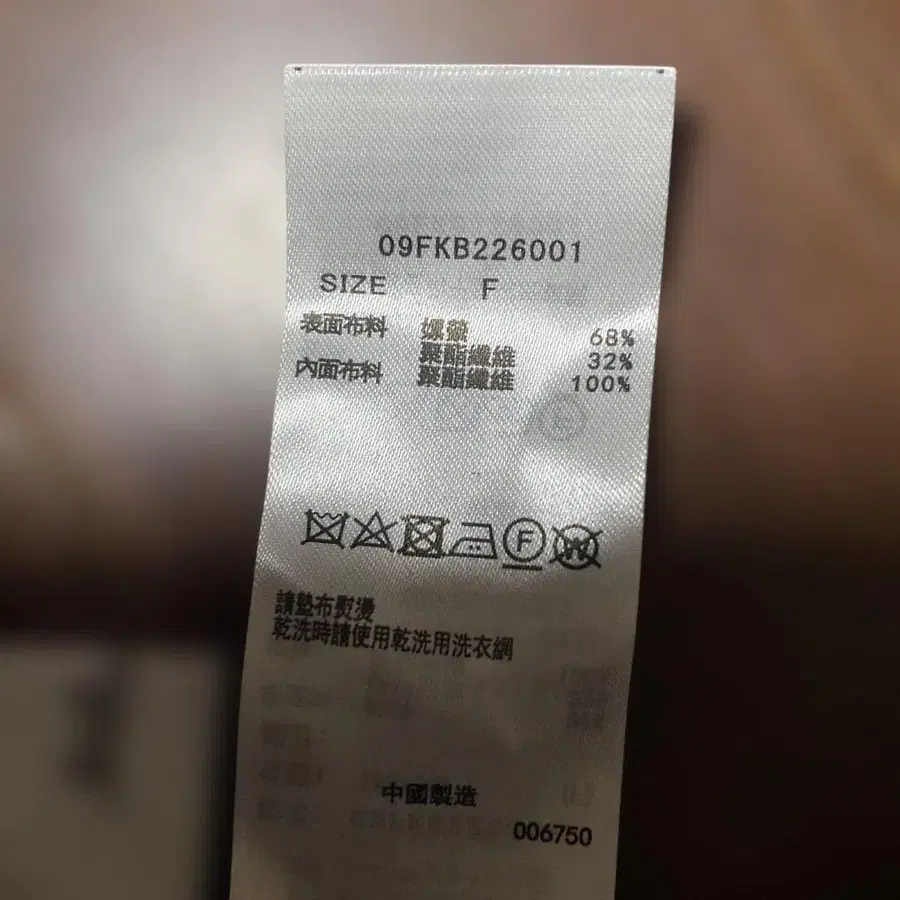 09FKB226001
SIZE F
表面布料 嫘縈 68%
聚酯纖維 32%
內面布料 聚酯纖維 100%
F
W
請墊布熨燙
乾洗時請使用乾洗用洗衣網
中國製造
006750